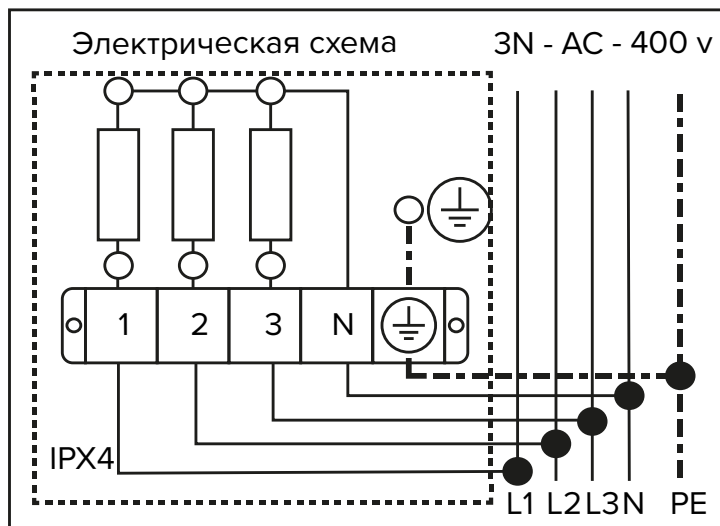 Электрическая схема
3N - AC - 400 v
1 2 3 N
IPX4
L1 L2 L3 N PE